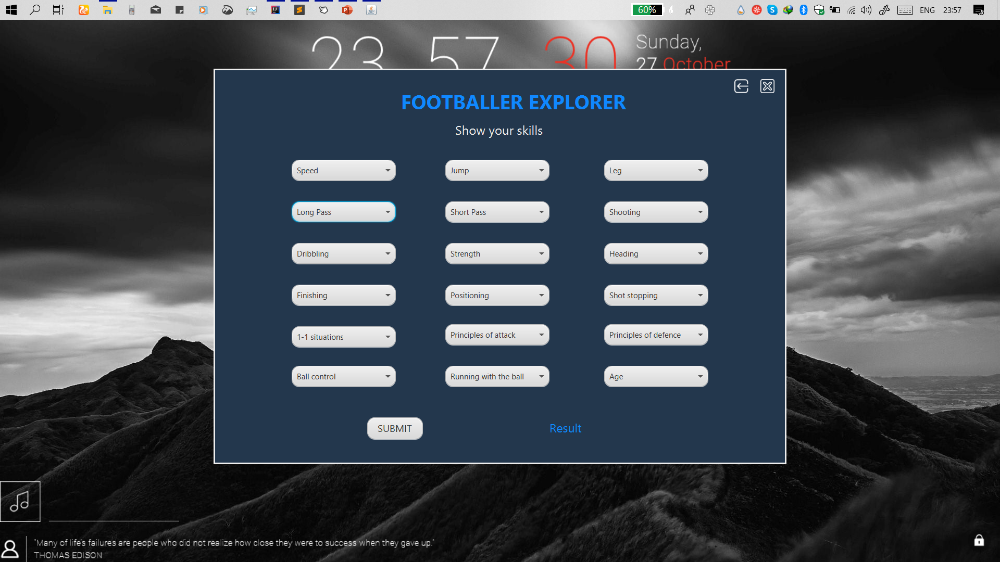 60%
ENG
23:57
23 57 30
Sunday,
27 October
FOOTBALLER EXPLORER
Show your skills
Speed
Jump
Leg
Long Pass
Short Pass
Shooting
Dribbling
Strength
Heading
Finishing
Positioning
Shot stopping
1-1 situations
Principles of attack
Principles of defence
Ball control
Running with the ball
Age
SUBMIT
Result
"Many of life's failures are people who did not realize how close they were to success when they gave up."
THOMAS EDISON